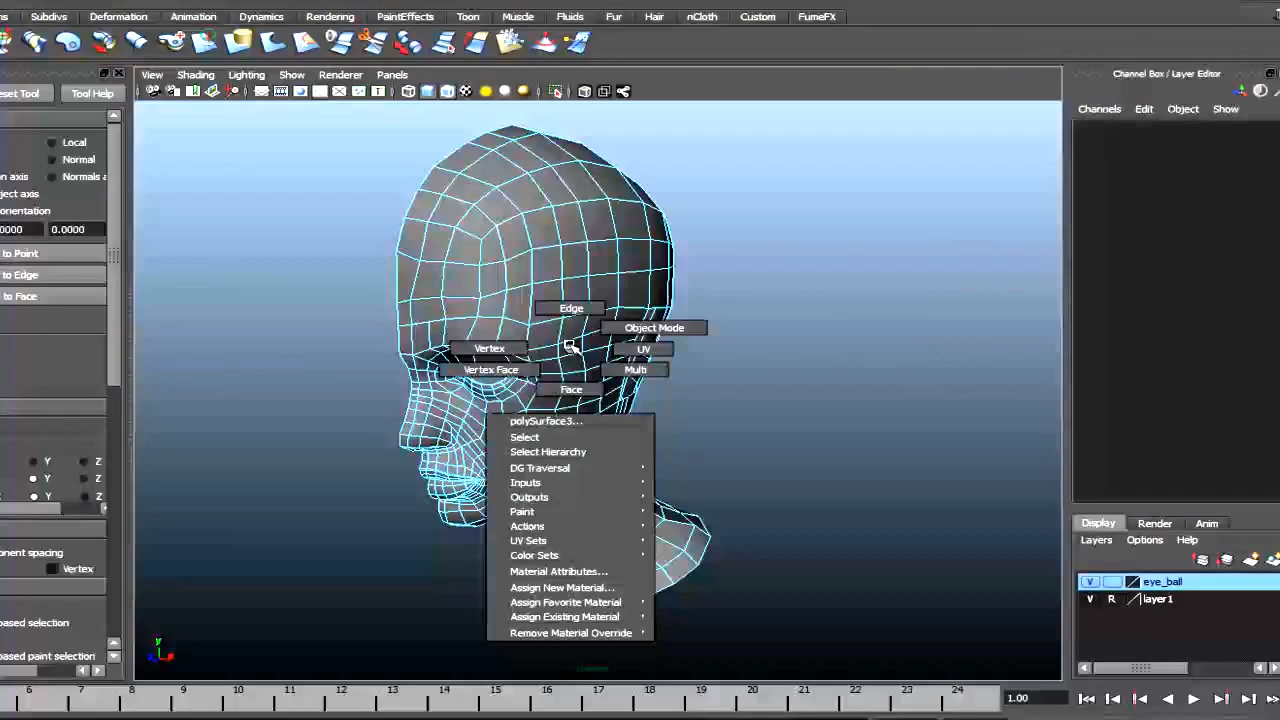 ns Subdivs Deformation Animation Dynamics Rendering PaintEffects Toon Muscle Fluids Fur Hair nCloth Custom FumeFX
View Shading Lighting Show Renderer Panels
Channel Box / Layer Editor
eset Tool Tool Help
Channels Edit Object Show
Local
Normal
n axis Normals a
ject axis
orientation
0000 0.0000
to Point
to Edge
to Face
Edge
Object Mode
Vertex UV
Vertex Face Multi
Face
polySurface3...
Select
Select Hierarchy
DG Traversal
Inputs
Outputs
Paint
Actions
UV Sets
Color Sets
Material Attributes...
Assign New Material...
Assign Favorite Material
Assign Existing Material
Remove Material Override
Y Z
Y Z
Y Z
onent spacing
Vertex
ased selection
ased paint selection
Display Render Anim
Layers Options Help
V eye_ball
V R layer1
y
z x
6 7 8 9 10 11 12 13 14 15 16 17 18 19 20 21 22 23 24
1.00